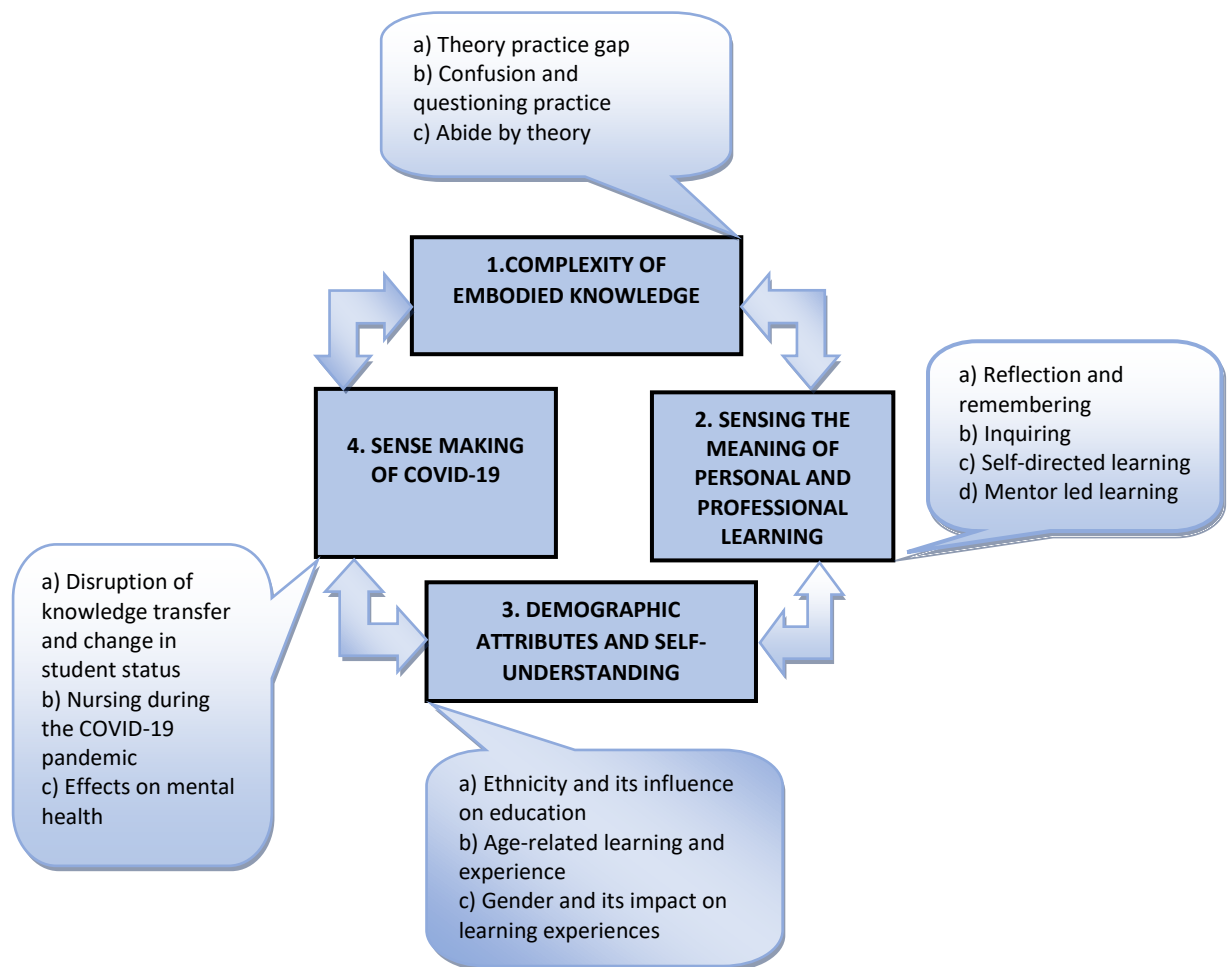 a) Theory practice gap
b) Confusion and
questioning practice
c) Abide by theory
1.COMPLEXITY OF
EMBODIED KNOWLEDGE
a) Reflection and
remembering
b) Inquiring
c) Self-directed learning
d) Mentor led learning
4. SENSE MAKING
OF COVID-19
2. SENSING THE
MEANING OF
PERSONAL AND
PROFESSIONAL
LEARNING
a) Disruption of
knowledge transfer
and change in
student status
b) Nursing during
the COVID-19
pandemic
c) Effects on mental
health
3. DEMOGRAPHIC
ATTRIBUTES AND SELF-
UNDERSTANDING
a) Ethnicity and its influence
on education
b) Age-related learning and
experience
c) Gender and its impact on
learning experiences